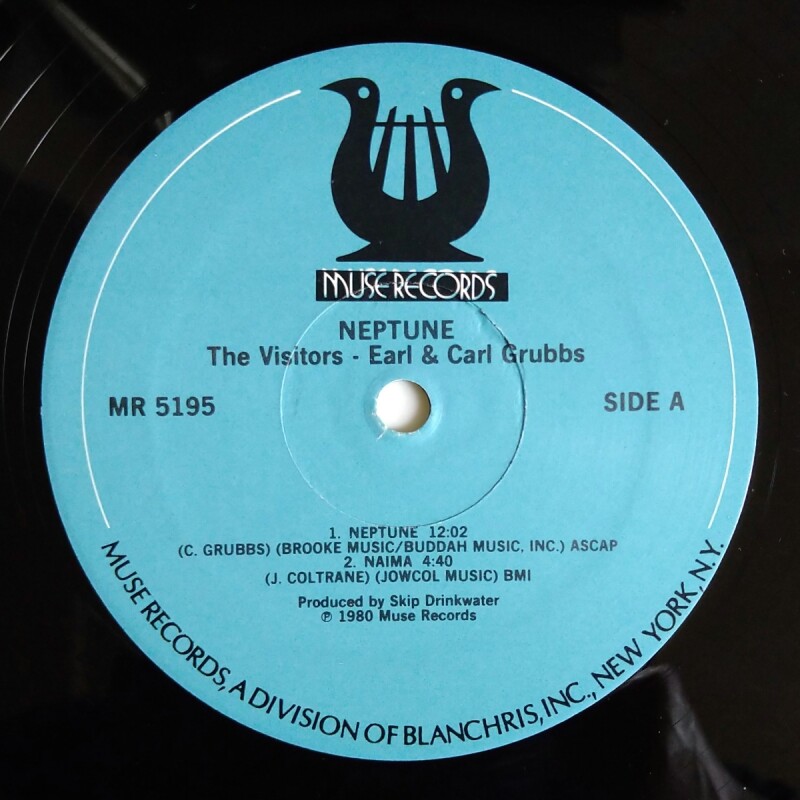 MUSE RECORDS
NEPTUNE
The Visitors - Earl & Carl Grubbs
MR 5195
SIDE A
1. NEPTUNE 12:02
(C. GRUBBS) (BROOKE MUSIC/BUDDAH MUSIC, INC.) ASCAP
2. NAIMA 4:40
(J. COLTRANE) (JOWCOL MUSIC) BMI
Produced by Skip Drinkwater
℗ 1980 Muse Records
MUSE RECORDS, A DIVISION OF BLANCHRIS, INC., NEW YORK, N.Y.